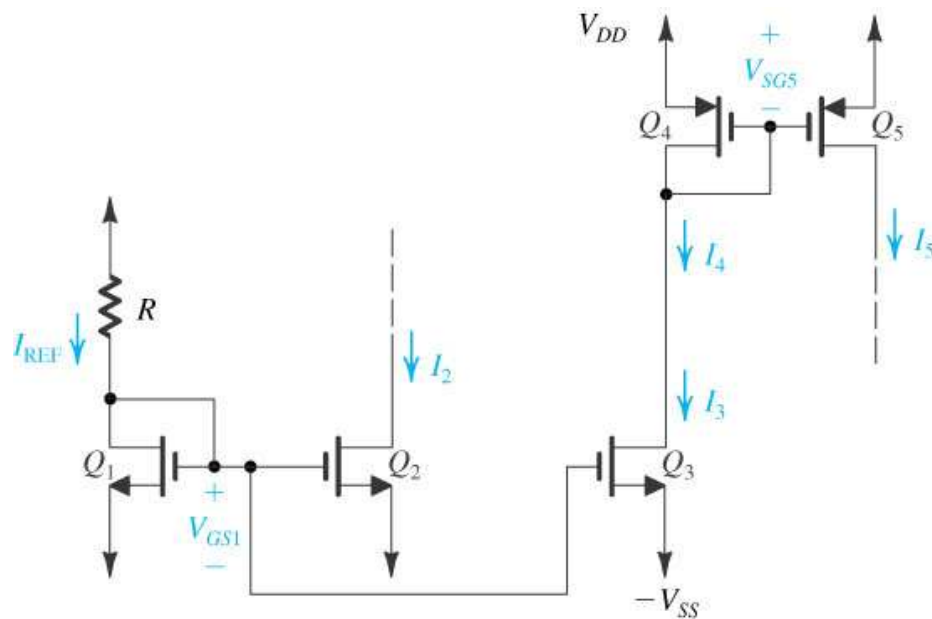 V_DD
+
V_SG5
−
Q_4
Q_5
R
I_REF
I_2
I_4
I_5
I_3
Q_1
Q_2
Q_3
+
V_GS1
−
−V_SS